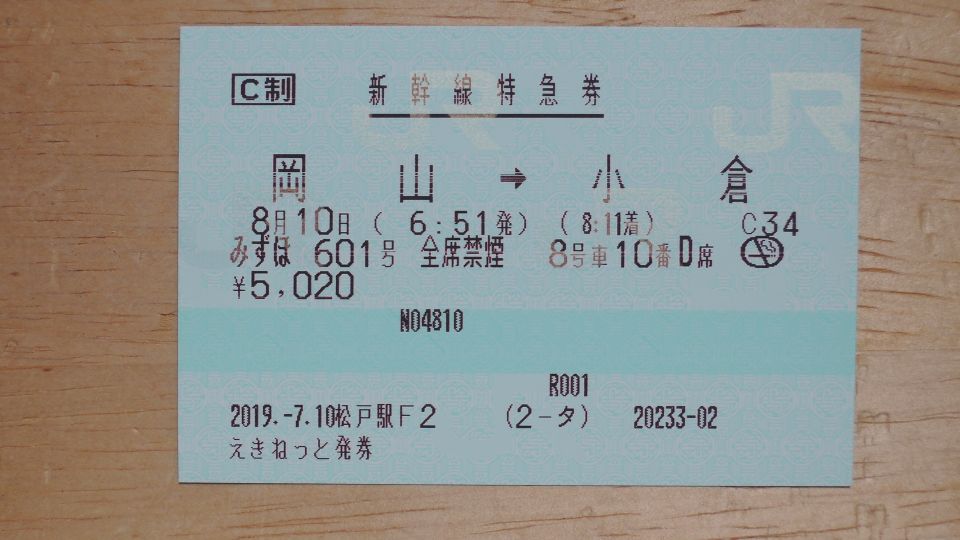 C制 新幹線特急券
岡山→小倉
8月10日 ( 6:51発) ( 8:11着) C34
みずほ 601号 全席禁煙 8号車10番D席
¥5,020
N04810
R001
2019.-7.10松戸駅F2 (2-タ) 20233-02
えきねっと発券
JR JR